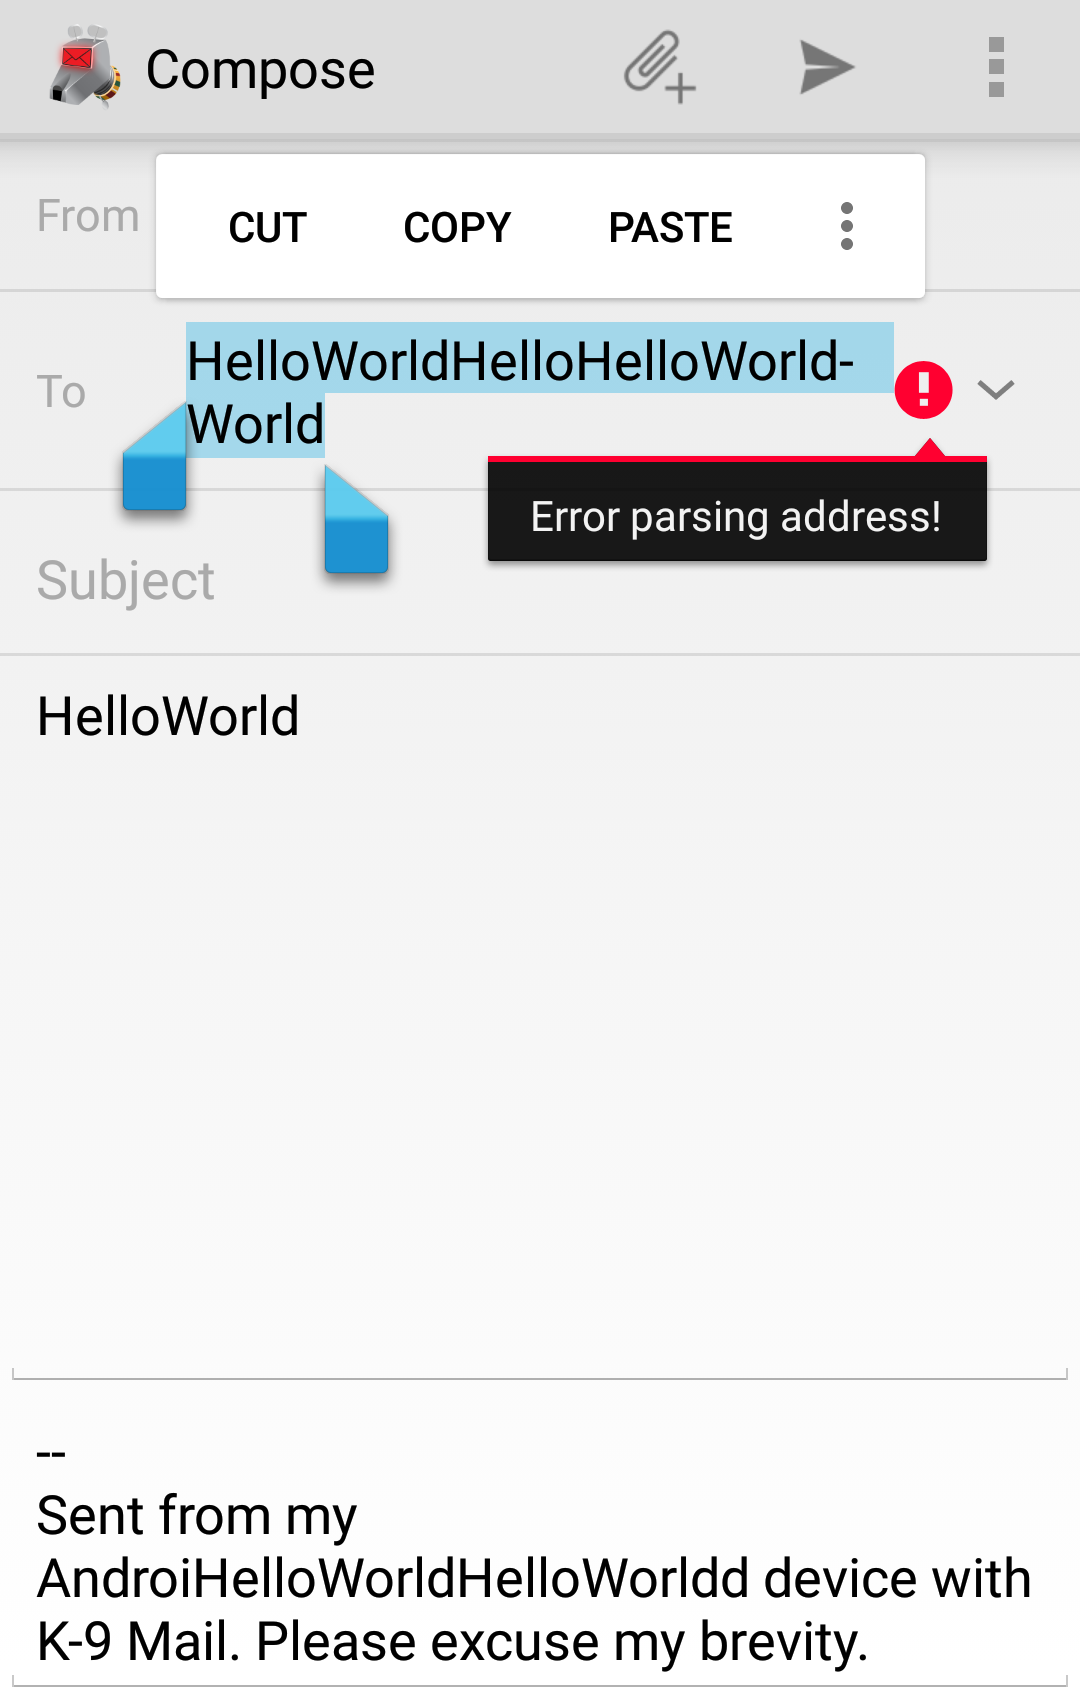 Compose
From
CUT COPY PASTE
To
HelloWorldHelloHelloWorld-
World
Error parsing address!
Subject
HelloWorld
--
Sent from my
AndroiHelloWorldHelloWorldd device with
K-9 Mail. Please excuse my brevity.